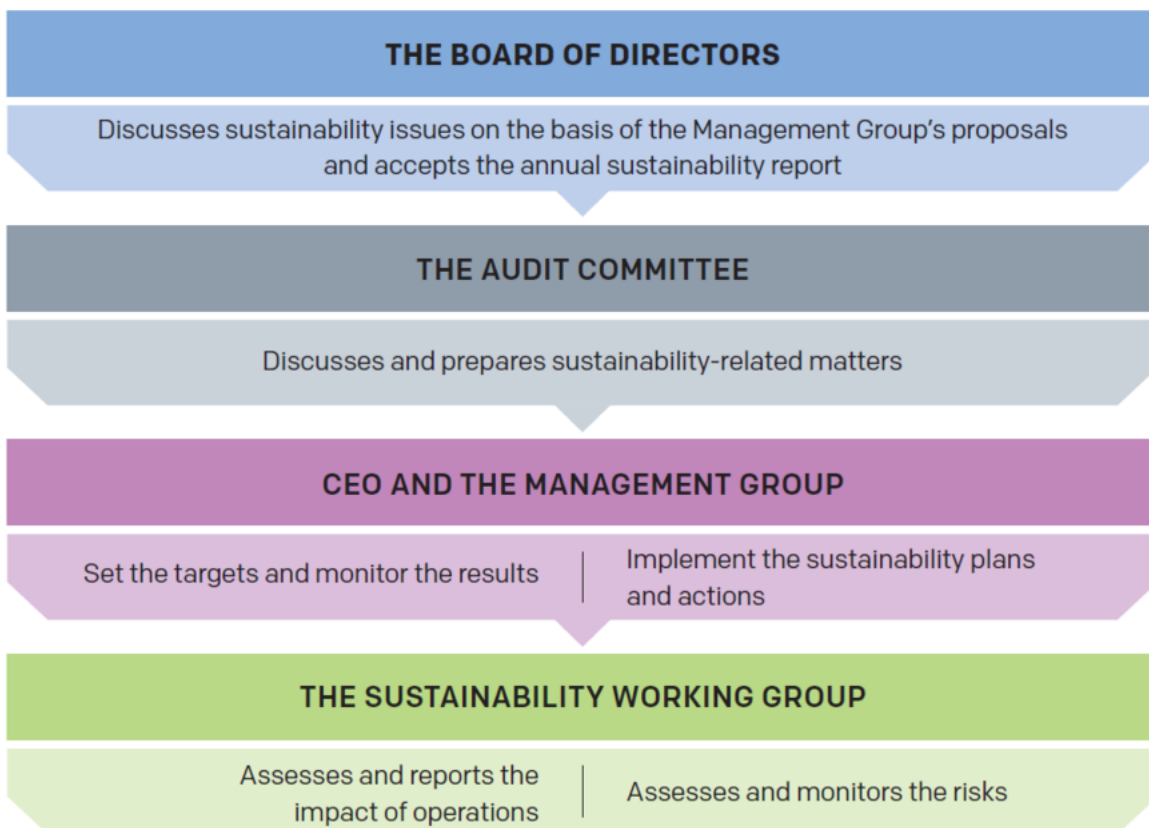 THE BOARD OF DIRECTORS
Discusses sustainability issues on the basis of the Management Group's proposals
and accepts the annual sustainability report
THE AUDIT COMMITTEE
Discusses and prepares sustainability-related matters
CEO AND THE MANAGEMENT GROUP
Set the targets and monitor the results
Implement the sustainability plans
and actions
THE SUSTAINABILITY WORKING GROUP
Assesses and reports the
impact of operations
Assesses and monitors the risks